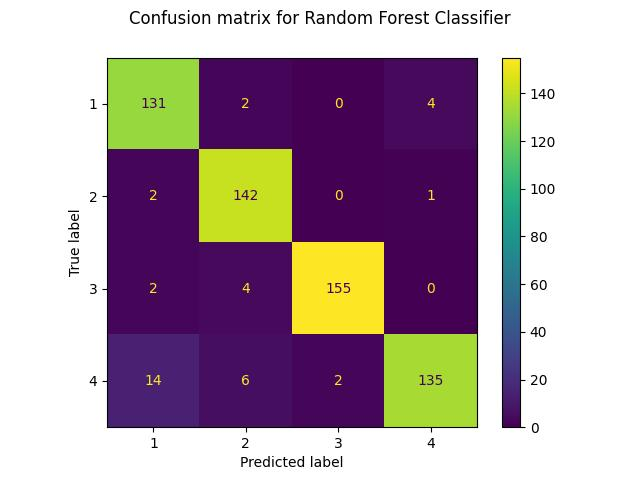 Confusion matrix for Random Forest Classifier
1 131 2 0 4
2 2 142 0 1
3 2 4 155 0
4 14 6 2 135
1 2 3 4
True label
Predicted label
140
120
100
80
60
40
20
0